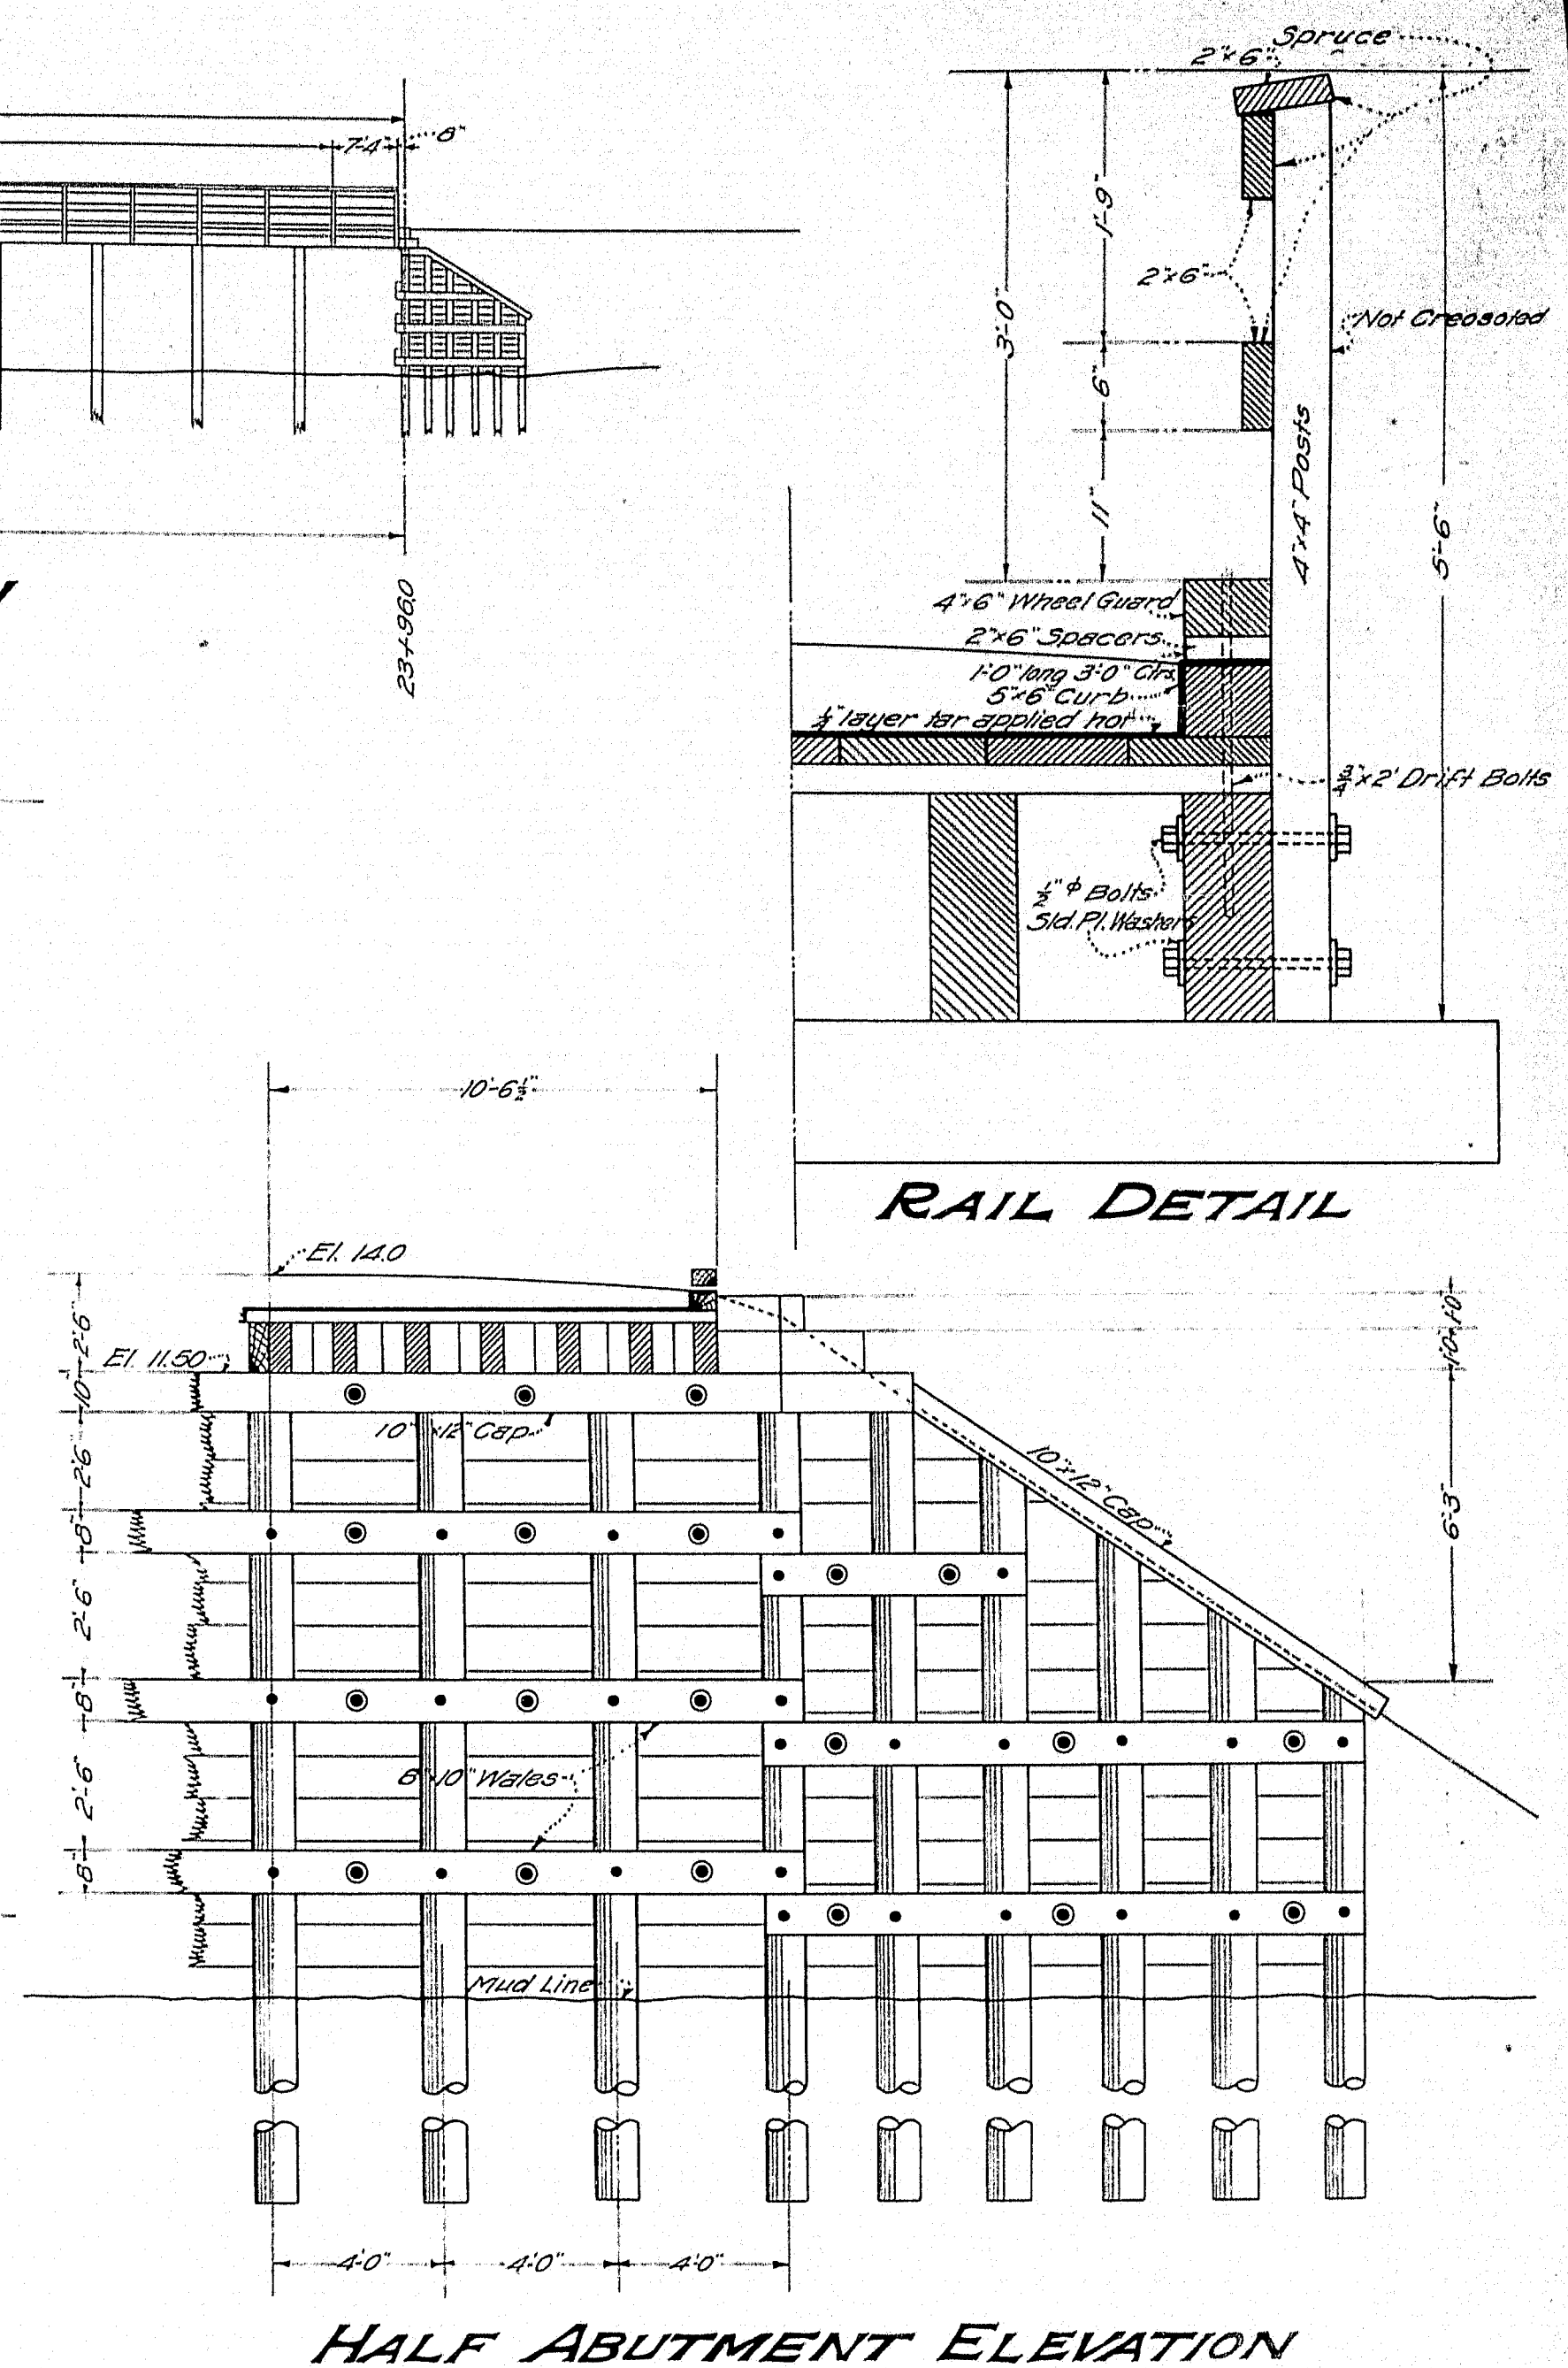 Spruce
2"x6"
7'-4"
8"
1'-9"
3'-0"
2"x6"
Not Creosoted
6"
11"
4"x4" Posts
5'-6"
23+96.0
4"x6" Wheel Guard
2"x6" Spacers
1'-0" long 3'-0" Ctrs.
5"x6" Curb
layer tar applied hot
3/4"x2' Drift Bolts
1/2" ϕ Bolts
Std. Pl. Washers
RAIL DETAIL
10'-6½"
El. 14.0
2'-6"
El. 11.50
10"
10"x12" Cap
10"
10"
2'-6"
10"x12" Cap
6'-3"
8"
2'-6"
8"
2'-6"
8"x10" Wales
8"
Mud Line
4'-0"
4'-0"
4'-0"
HALF ABUTMENT ELEVATION